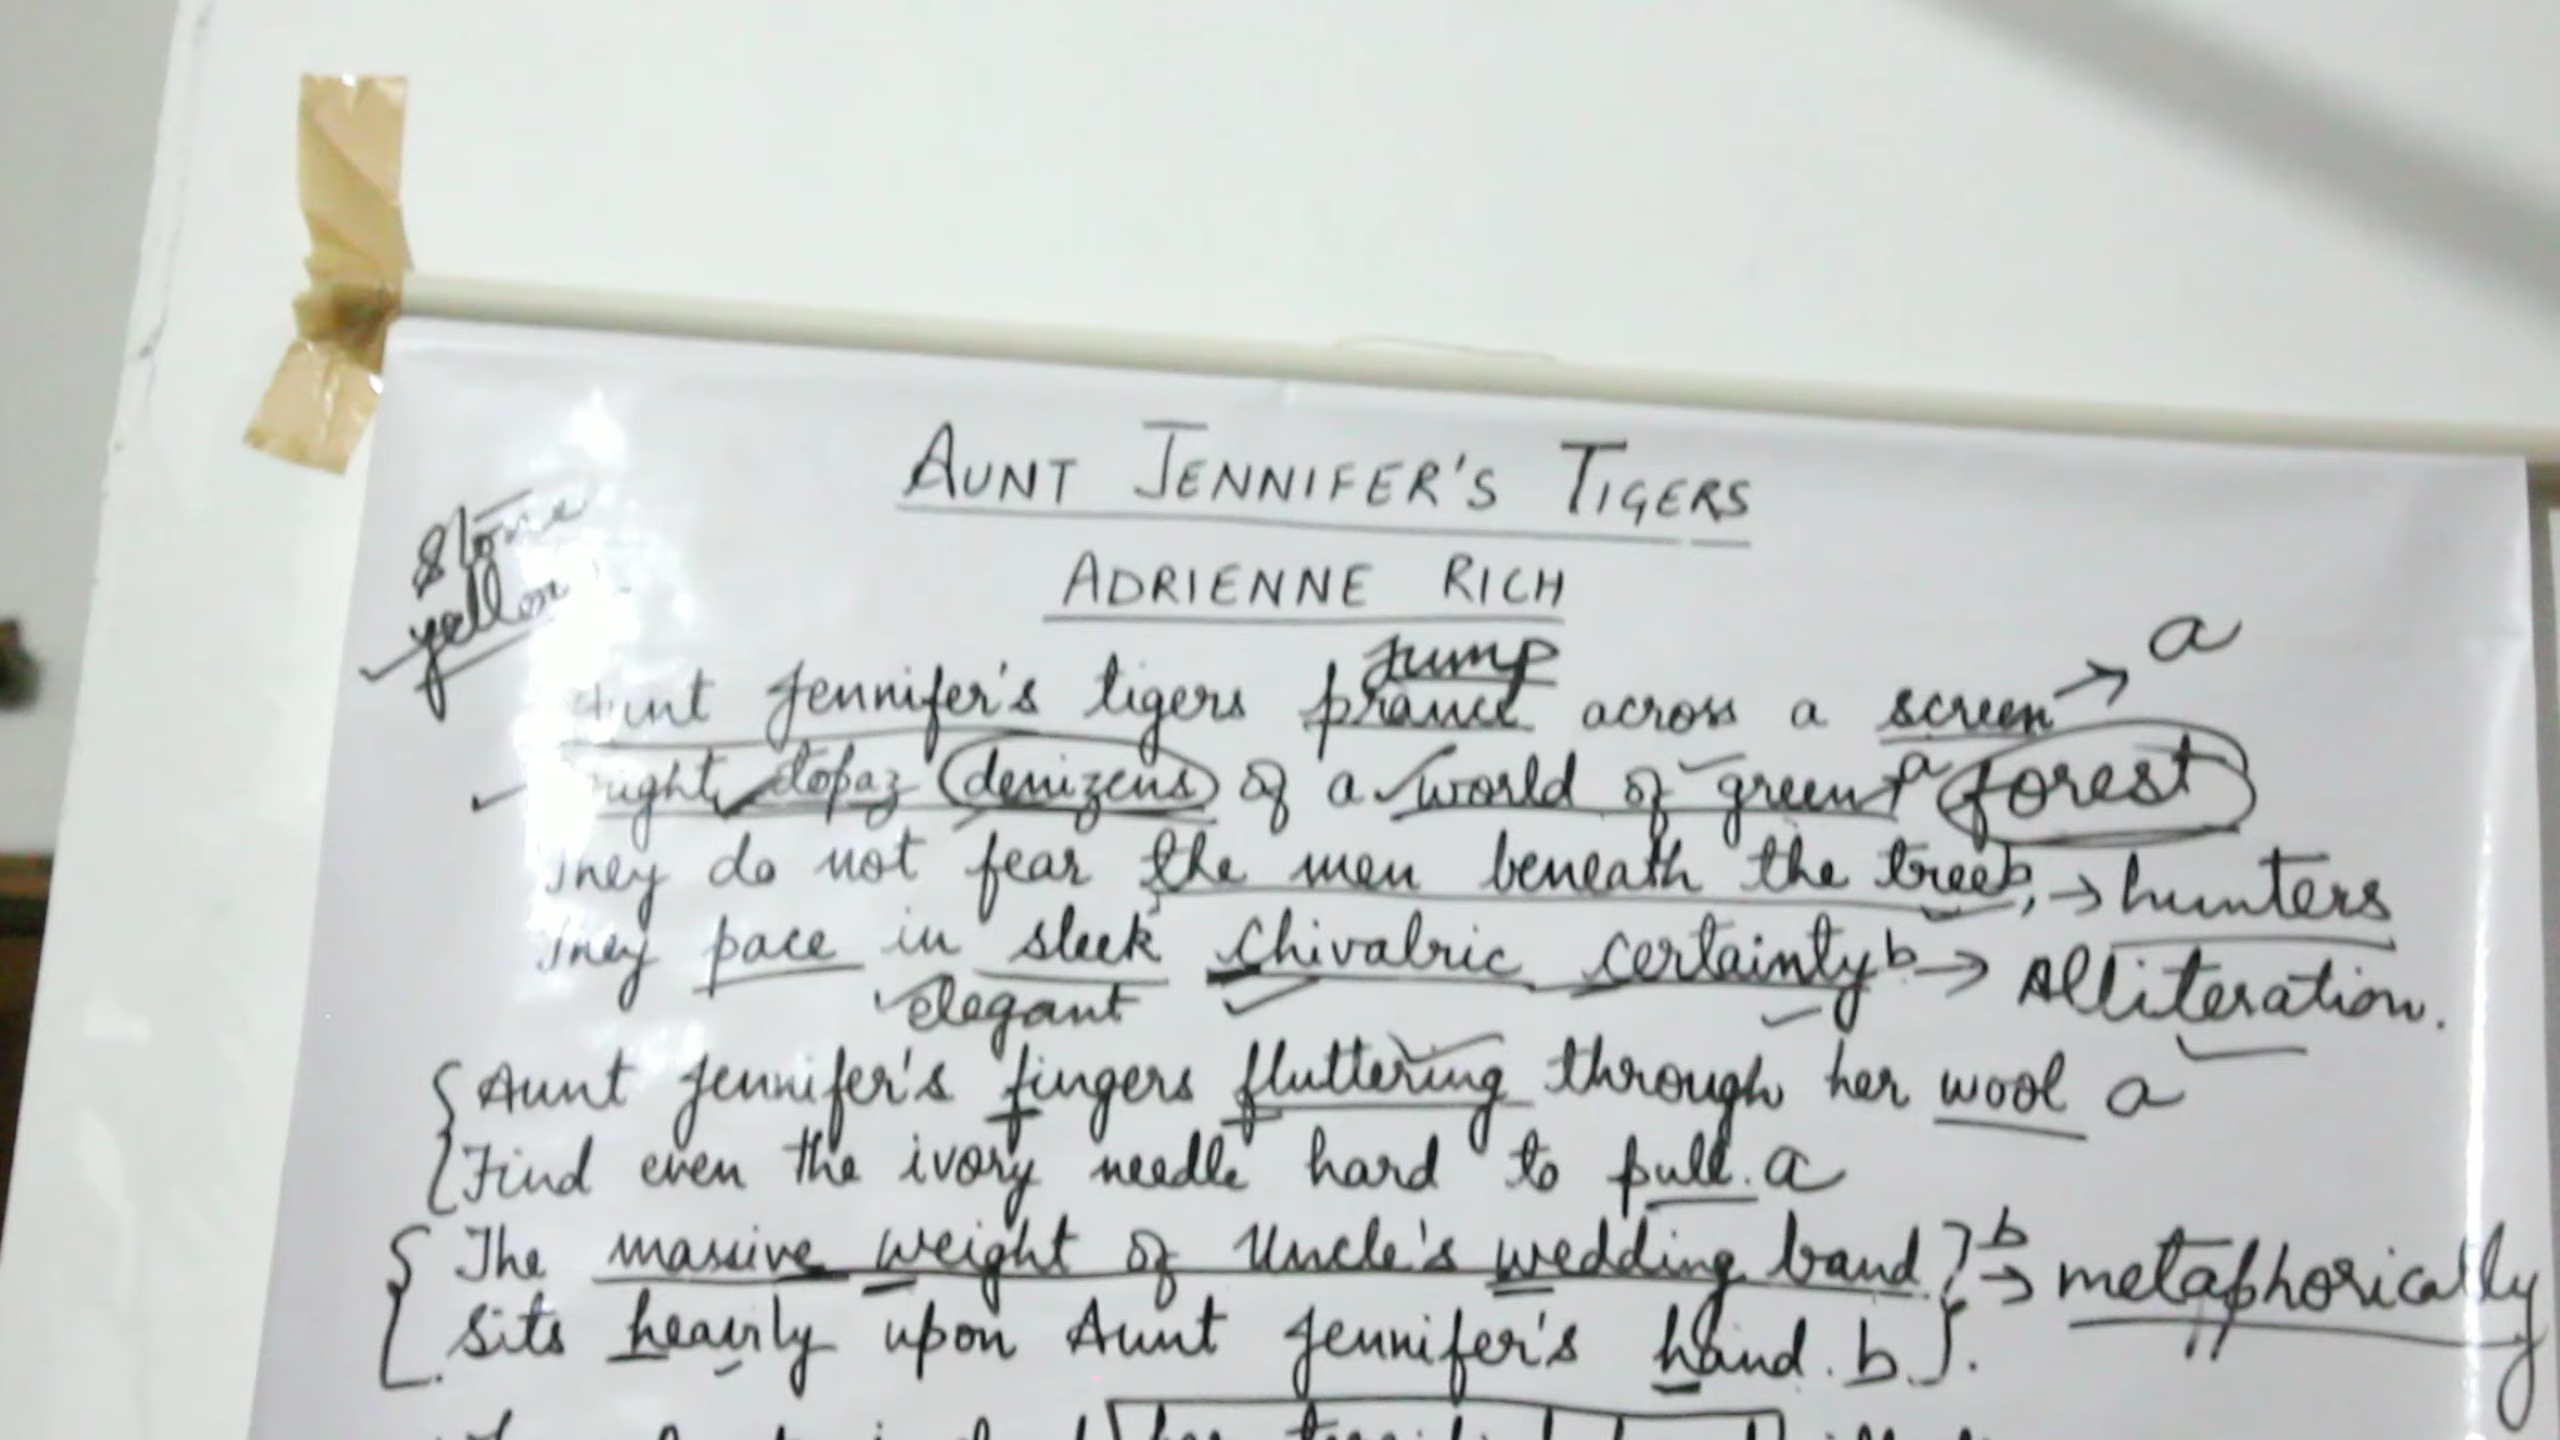 AUNT JENNIFER'S TIGERS
ADRIENNE RICH
Stone
yellow
Jump
Aunt Jennifer's tigers prance across a screen → a
Bright topaz denizens of a world of green a forest
They do not fear the men beneath the tree b, → hunters
They pace in sleek chivalric certainty b → Alliteration.
elegant
Aunt Jennifer's fingers fluttering through her wool a
Find even the ivory needle hard to pull. a
The massive weight of Uncle's wedding band b → metaphorically
Sits heavily upon Aunt Jennifer's hand. b